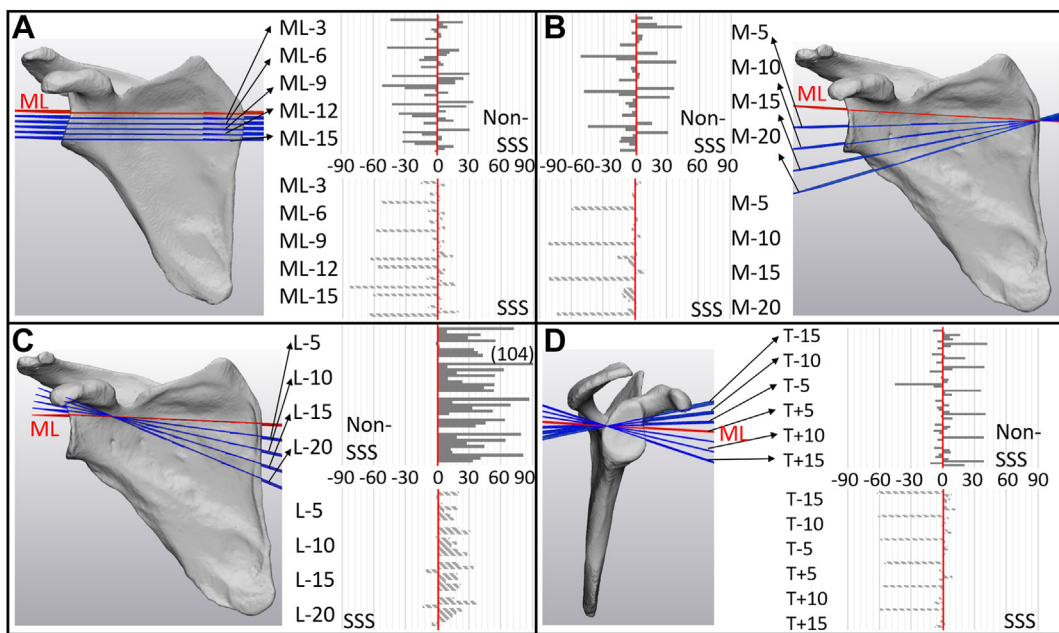 A
ML-3
ML-6
ML-9
ML-12
ML-15
ML
Non-
SSS
-90 -60 -30 0 30 60 90
ML-3
ML-6
ML-9
ML-12
ML-15
SSS
B
M-5
M-10
M-15
M-20
ML
Non-
SSS
-90 -60 -30 0 30 60 90
M-5
M-10
M-15
M-20
SSS
C
L-5
L-10
L-15
L-20
ML
(104)
Non-
SSS
-90 -60 -30 0 30 60 90
L-5
L-10
L-15
L-20
SSS
D
T-15
T-10
T-5
T+5
ML
T+10
T+15
Non-
SSS
-90 -60 -30 0 30 60 90
T-15
T-10
T-5
T+5
T+10
T+15
SSS